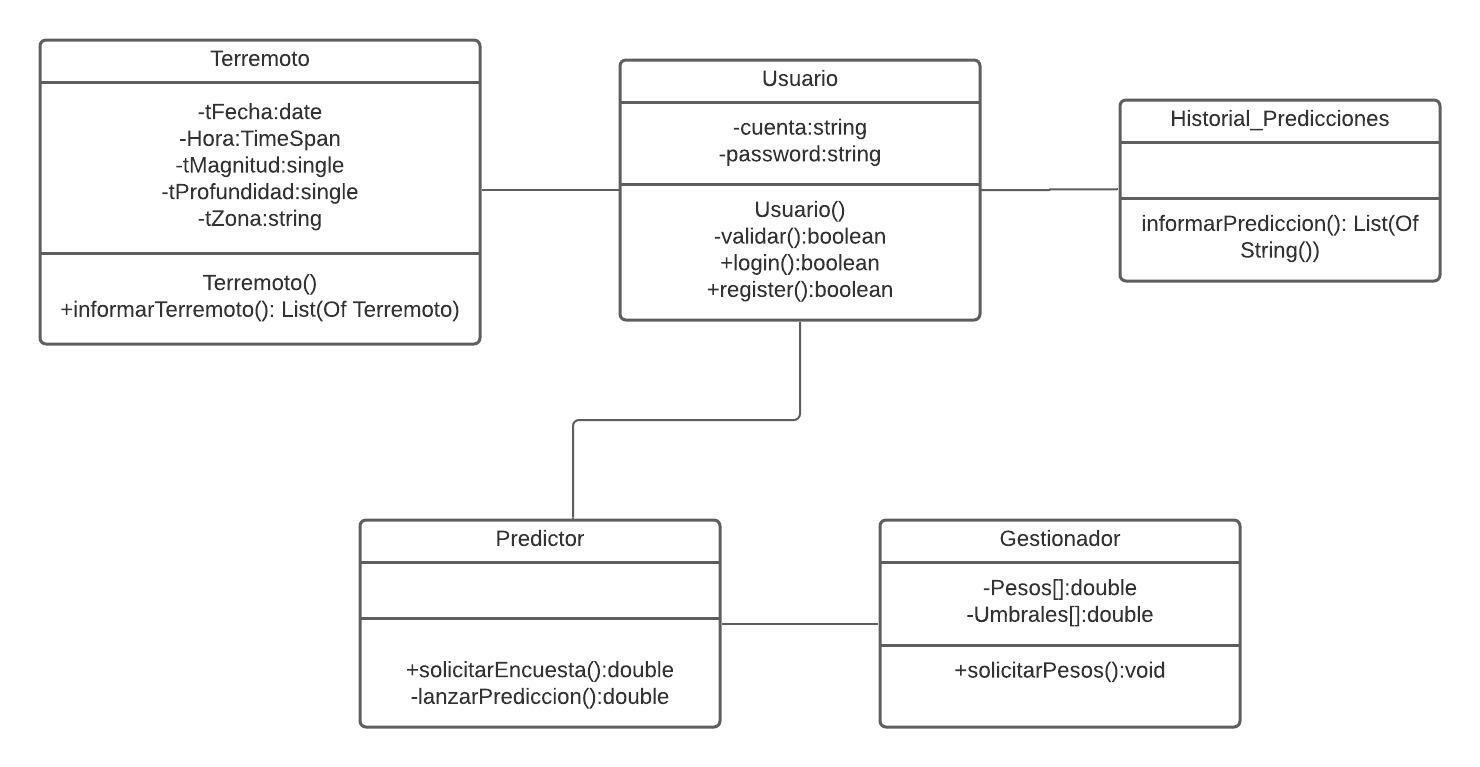 Terremoto
-tFecha:date
-Hora:TimeSpan
-tMagnitud:single
-tProfundidad:single
-tZona:string
Terremoto()
+informarTerremoto(): List(Of Terremoto)
Usuario
-cuenta:string
-password:string
Usuario()
-validar():boolean
+login():boolean
+register():boolean
Historial_Predicciones
informarPrediccion(): List(Of
String())
Predictor
+solicitarEncuesta():double
-lanzarPrediccion():double
Gestionador
-Pesos[]:double
-Umbrales[]:double
+solicitarPesos():void